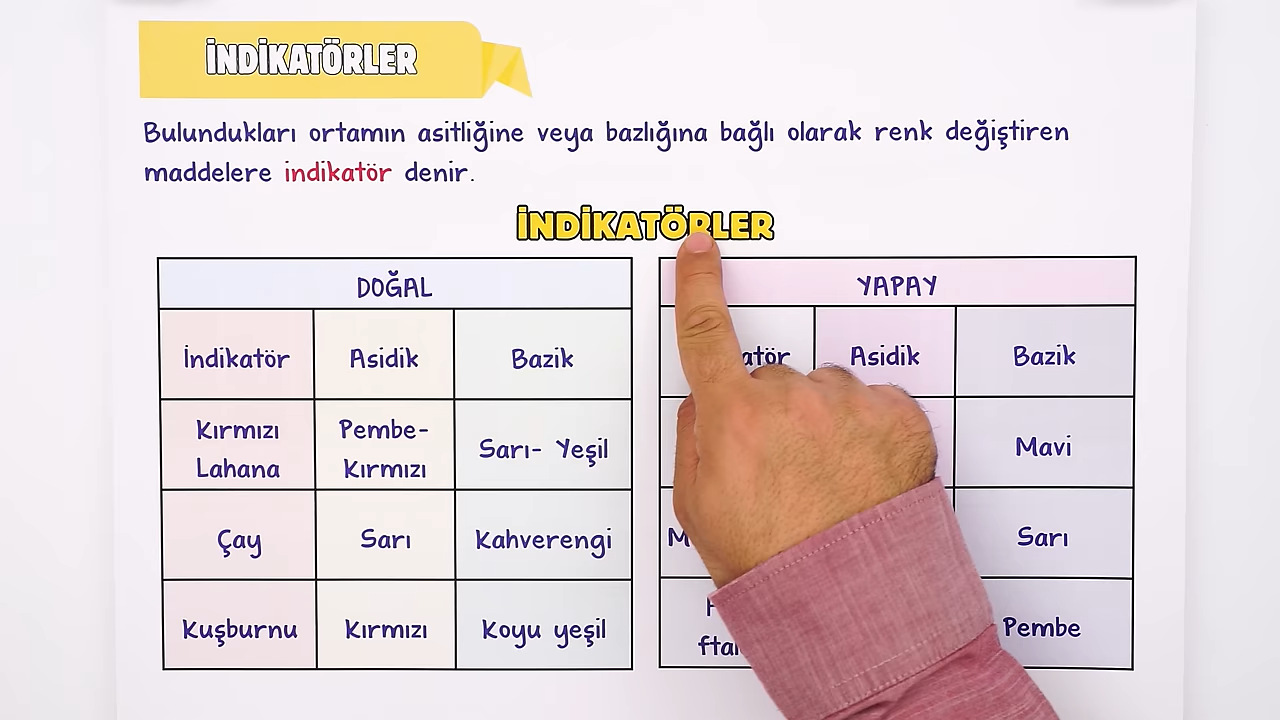 İNDİKATÖRLER
Bulundukları ortamın asitliğine veya bazlığına bağlı olarak renk değiştiren
maddelere indikatör denir.
İNDİKATÖRLER
DOĞAL
İndikatör Asidik Bazik
Kırmızı Lahana Pembe-Kırmızı Sarı- Yeşil
Çay Sarı Kahverengi
Kuşburnu Kırmızı Koyu yeşil
YAPAY
Asidik Bazik
Mavi
Sarı
Pembe